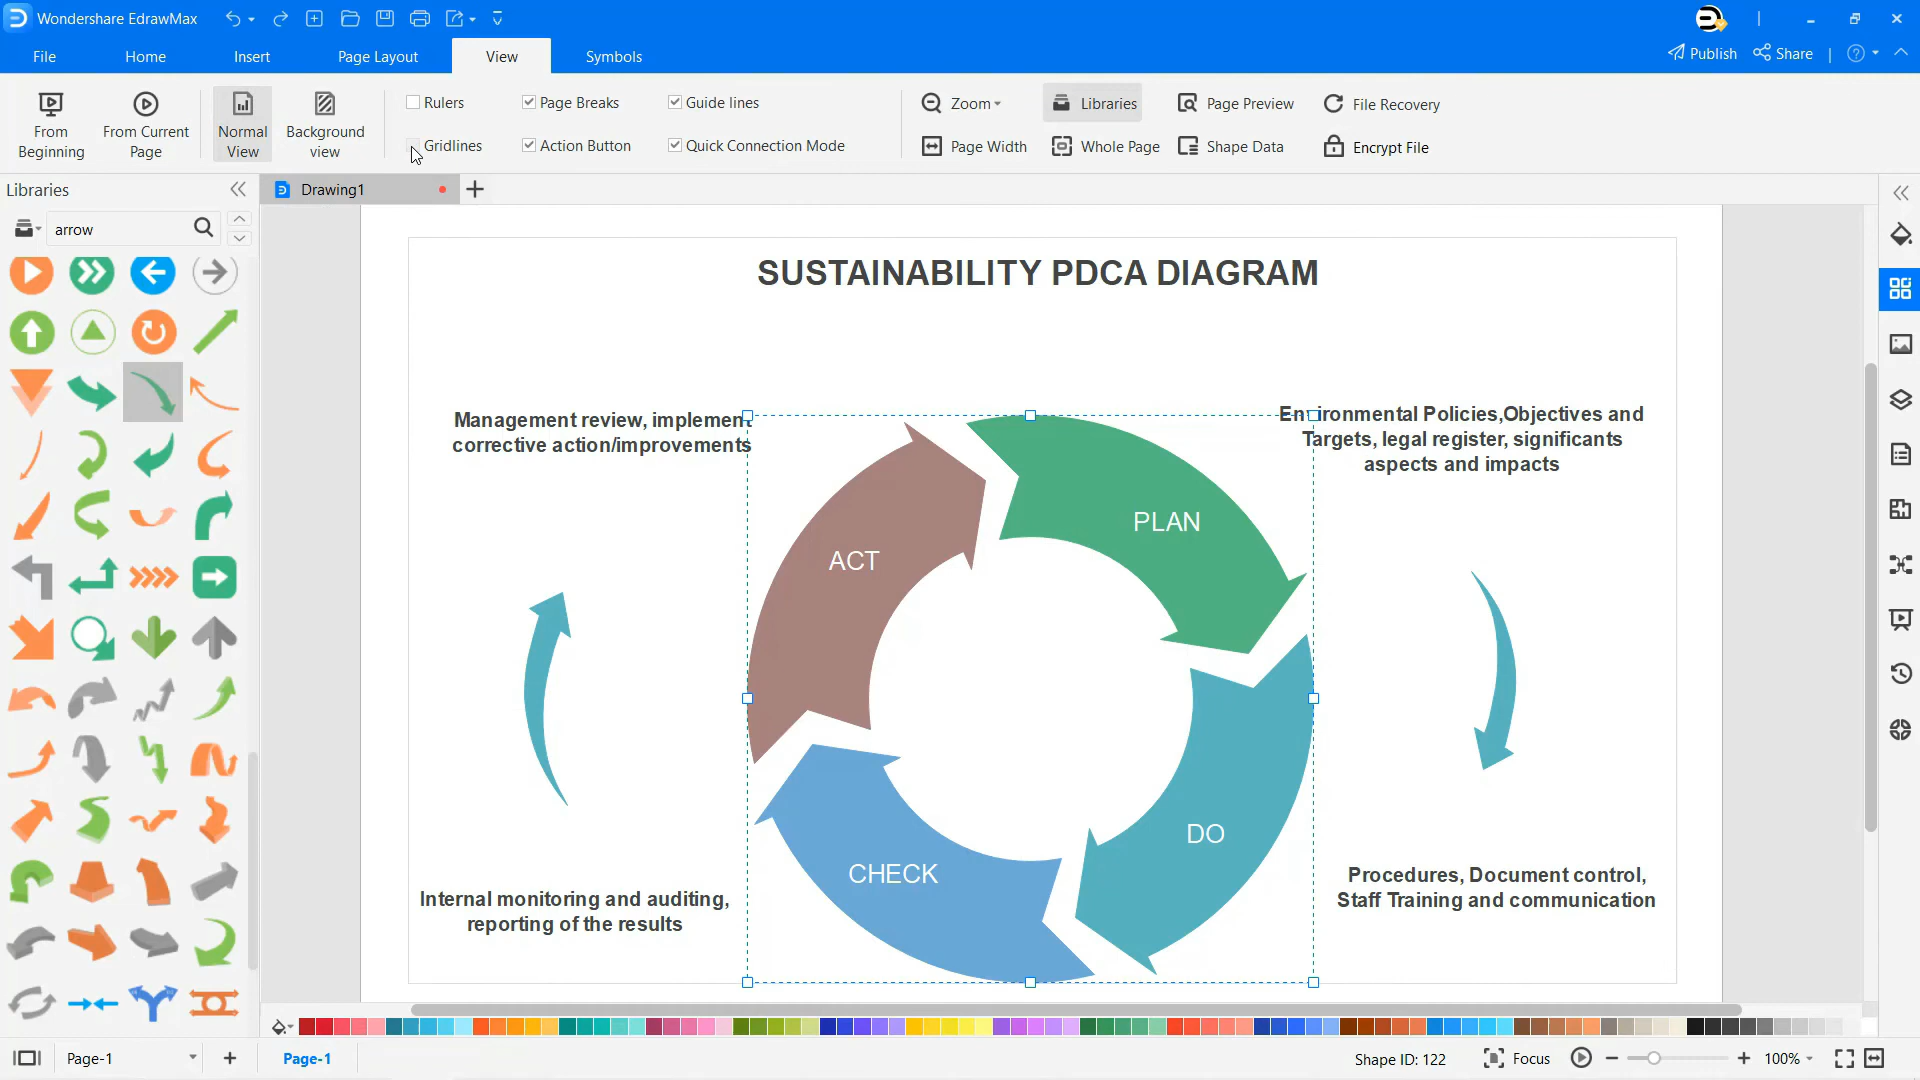 Wondershare EdrawMax
File
Home
Insert
Page Layout
View
Symbols
Publish
Share
From Beginning
From Current Page
Normal View
Background view
Rulers
Page Breaks
Guide lines
Gridlines
Action Button
Quick Connection Mode
Zoom
Libraries
Page Preview
File Recovery
Page Width
Whole Page
Shape Data
Encrypt File
Libraries
Drawing1
arrow
SUSTAINABILITY PDCA DIAGRAM
Management review, implement
corrective action/improvements
Environmental Policies,Objectives and
Targets, legal register, significants
aspects and impacts
PLAN
ACT
DO
CHECK
Internal monitoring and auditing,
reporting of the results
Procedures, Document control,
Staff Training and communication
Page-1
Page-1
Shape ID: 122
Focus
100%